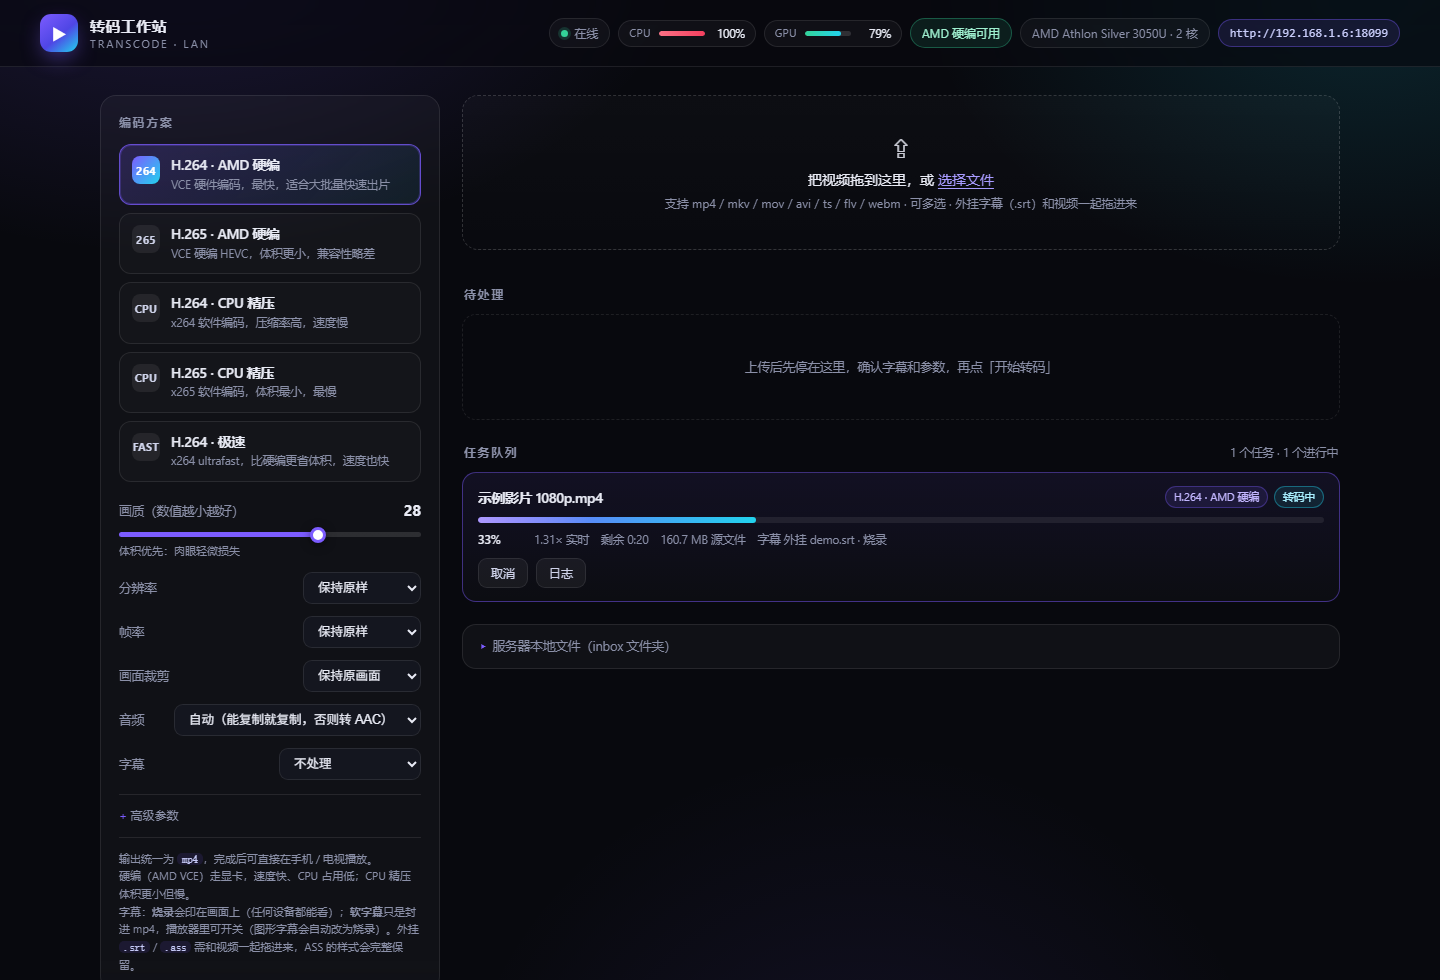 转码工作站
TRANSCODE · LAN
在线
CPU 100%
GPU 79%
AMD 硬编可用
AMD Athlon Silver 3050U · 2 核
http://192.168.1.6:18099
编码方案
264
H.264 · AMD 硬编
VCE 硬件编码，最快，适合大批量快速出片
265
H.265 · AMD 硬编
VCE 硬编 HEVC，体积更小，兼容性略差
CPU
H.264 · CPU 精压
x264 软件编码，压缩率高，速度慢
CPU
H.265 · CPU 精压
x265 软件编码，体积最小，最慢
FAST
H.264 · 极速
x264 ultrafast，比硬编更省体积，速度也快
画质（数值越小越好） 28
体积优先：肉眼轻微损失
分辨率 保持原样
帧率 保持原样
画面裁剪 保持原画面
音频 自动（能复制就复制，否则转 AAC）
字幕 不处理
+ 高级参数
输出统一为 mp4，完成后可直接在手机 / 电视播放。
硬编（AMD VCE）走显卡，速度快、CPU 占用低；CPU 精压
体积更小但慢。
字幕：烧录会印在画面上（任何设备都能看）；软字幕只是封
进 mp4，播放器里可开关（图形字幕会自动改为烧录）。外挂
.srt / .ass 需和视频一起拖进来，ASS 的样式会完整保
留。
把视频拖到这里，或 选择文件
支持 mp4 / mkv / mov / avi / ts / flv / webm · 可多选 · 外挂字幕（.srt）和视频一起拖进来
待处理
上传后先停在这里，确认字幕和参数，再点「开始转码」
任务队列
1 个任务 · 1 个进行中
示例影片 1080p.mp4
H.264 · AMD 硬编
转码中
33% 1.31× 实时 剩余 0:20 160.7 MB 源文件 字幕 外挂 demo.srt · 烧录
取消
日志
服务器本地文件（inbox 文件夹）